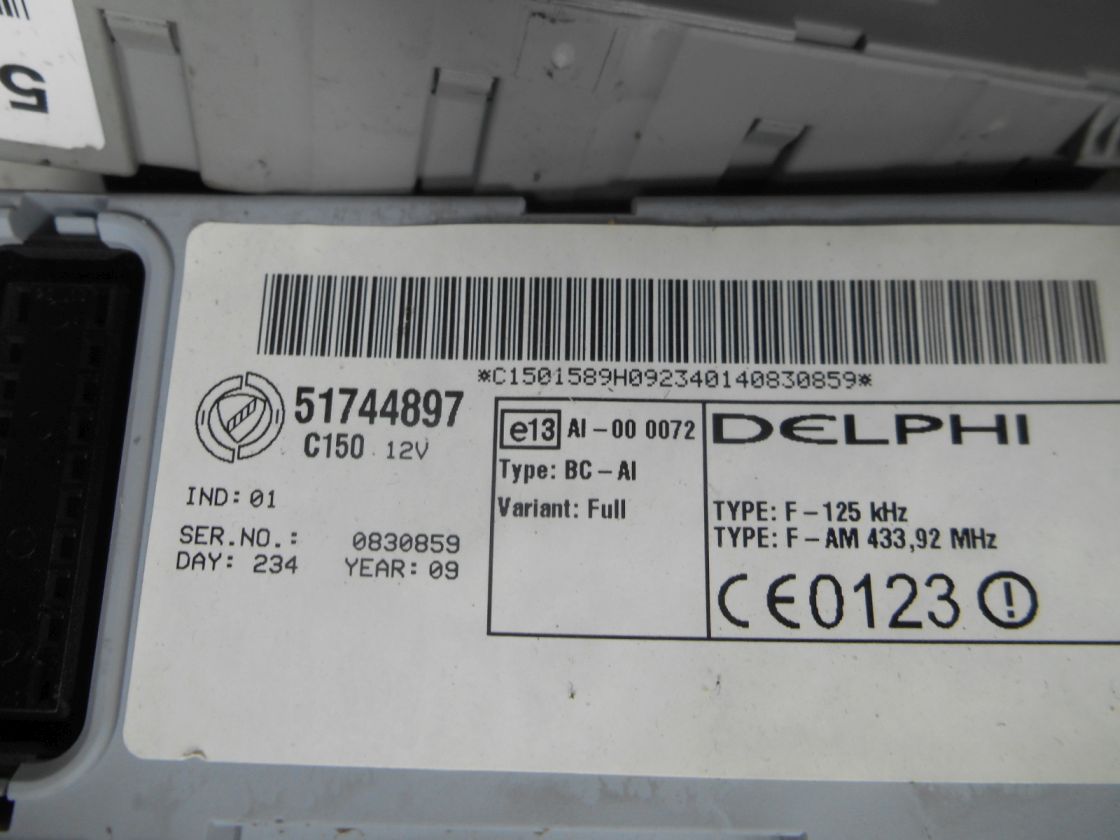 5
*C1501589H092340140830859*
51744897
C150 12V
IND: 01
SER.NO.: 0830859
DAY: 234 YEAR: 09
e13 AI-00 0072
Type: BC-AI
Variant: Full
DELPHI
TYPE: F-125 kHz
TYPE: F-AM 433,92 MHz
CE0123